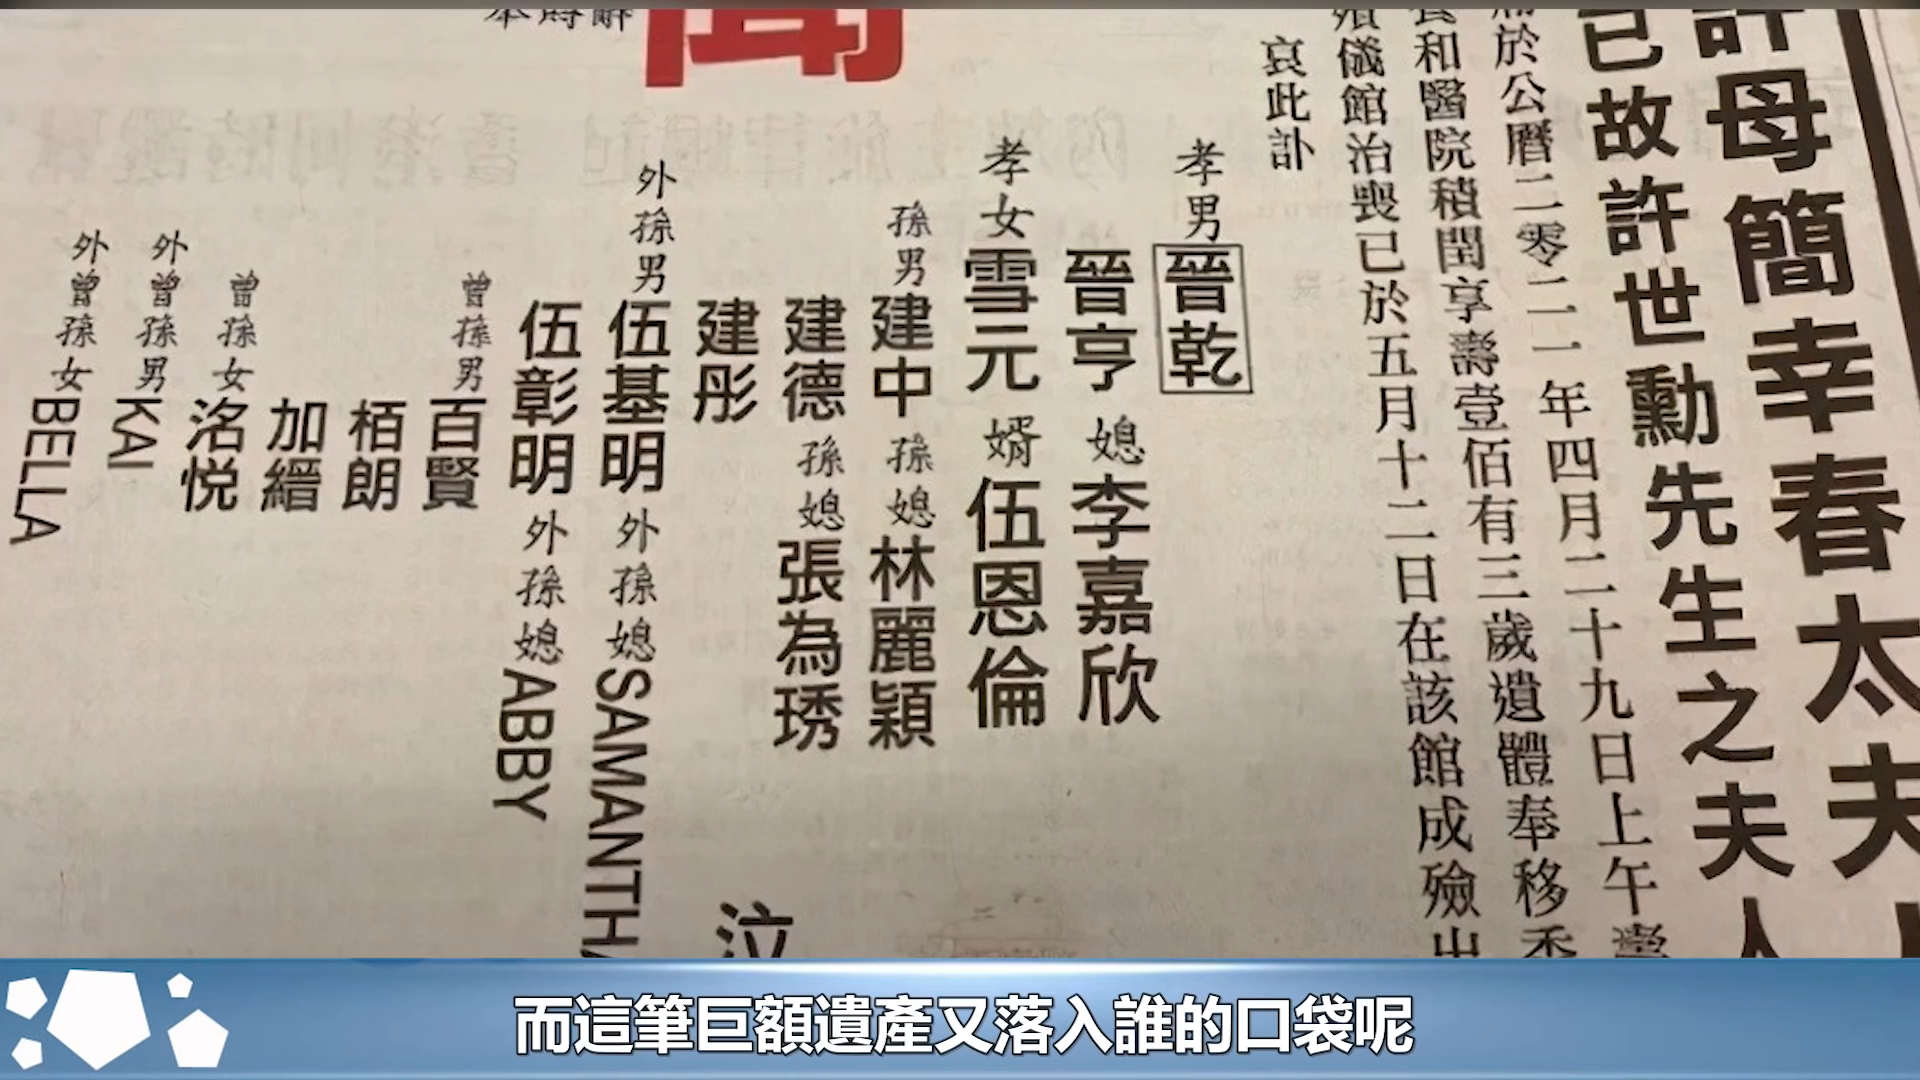 聞
許母簡幸春太夫人
已故許世勳先生之夫人
於公曆二零二一年四月二十九日上午壽
養和醫院積閏享壽壹佰有三歲遺體奉移香
殯儀館治喪已於五月十二日在該館成殮出
哀此訃
孝男 晉乾
晉亨 媳 李嘉欣
孝女 雪元 婿 伍恩倫
孫男 建中 孫媳 林麗穎
建德 孫媳 張為琇
建彤
外孫男 伍基明 外孫媳 SAMANTHA
伍彰明 外孫媳 ABBY
曾孫男 百賢
栢朗
加縉
曾孫女 洺悦
外曾孫男 KAI
外曾孫女 BELLA
泣
而這筆巨額遺產又落入誰的口袋呢